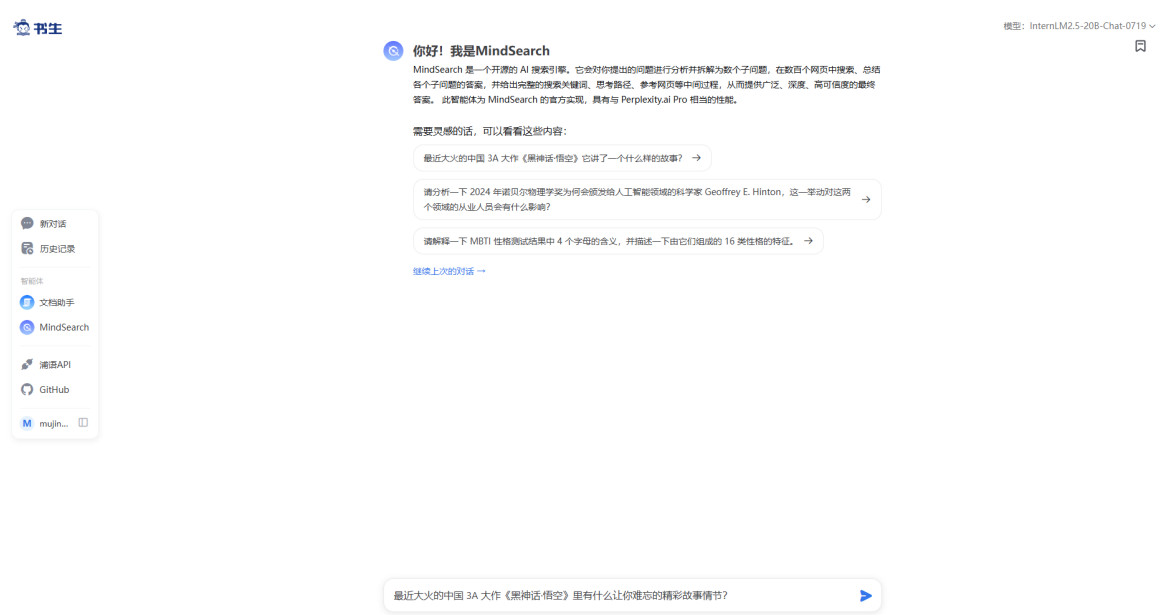 书生
模型：InternLM2.5-20B-Chat-0719
你好！我是MindSearch
MindSearch 是一个开源的 AI 搜索引擎。它会对你提出的问题进行分析并拆解为数个子问题，在数百个网页中搜索、总结
各个子问题的答案，并给出完整的搜索关键词、思考路径、参考网页等中间过程，从而提供广泛、深度、高可信度的最终
答案。 此智能体为 MindSearch 的官方实现，具有与 Perplexity.ai Pro 相当的性能。
需要灵感的话，可以看看这些内容：
最近大火的中国 3A 大作《黑神话·悟空》它讲了一个什么样的故事？ →
请分析一下 2024 年诺贝尔物理学奖为何会颁发给人工智能领域的科学家 Geoffrey E. Hinton，这一举动对这两
个领域的从业人员会有什么影响？ →
请解释一下 MBTI 性格测试结果中 4 个字母的含义，并描述一下由它们组成的 16 类性格的特征。 →
继续上次的对话 →
新对话
历史记录
智能体
文档助手
MindSearch
浦语API
GitHub
M mujin...
最近大火的中国 3A 大作《黑神话·悟空》里有什么让你难忘的精彩故事情节？